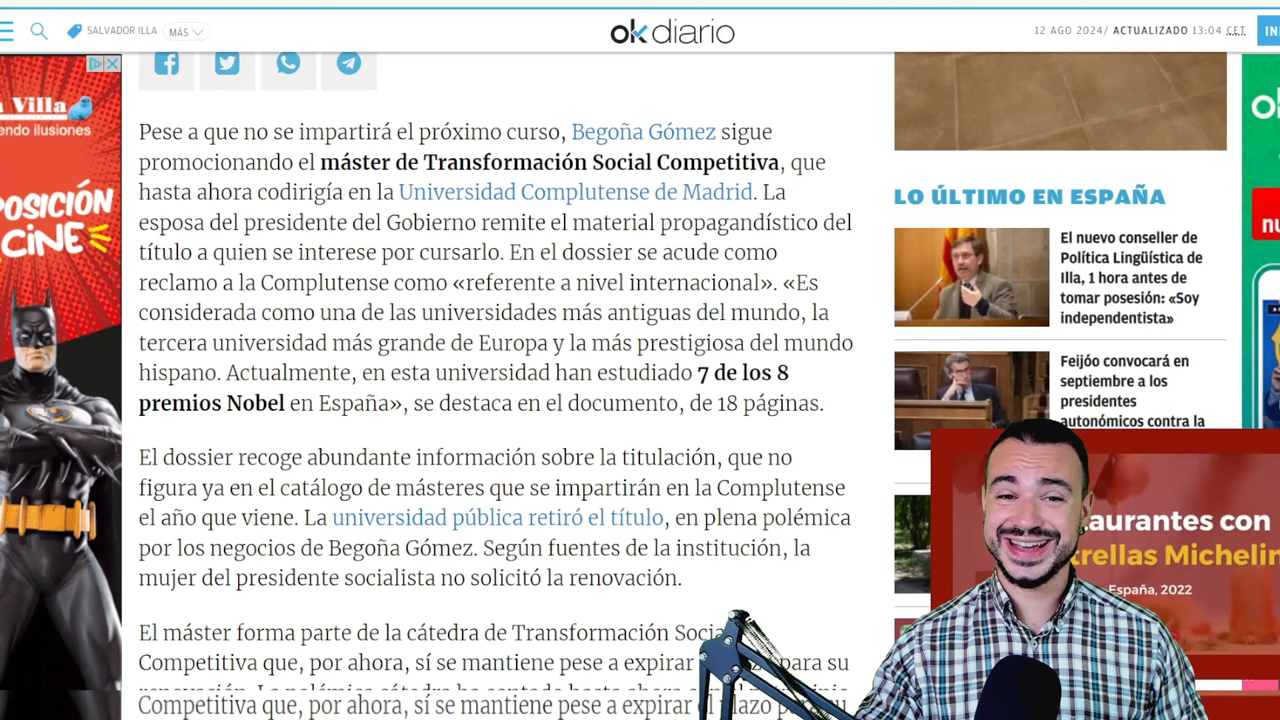 SALVADOR ILLA
MÁS
okdiario
12 AGO 2024/ ACTUALIZADO 13:04 CET
Villa
endo ilusiones
POSICIÓN
CINE
Pese a que no se impartirá el próximo curso, Begoña Gómez sigue
promocionando el máster de Transformación Social Competitiva, que
hasta ahora codirigía en la Universidad Complutense de Madrid. La
esposa del presidente del Gobierno remite el material propagandístico del
título a quien se interese por cursarlo. En el dossier se acude como
reclamo a la Complutense como «referente a nivel internacional». «Es
considerada como una de las universidades más antiguas del mundo, la
tercera universidad más grande de Europa y la más prestigiosa del mundo
hispano. Actualmente, en esta universidad han estudiado 7 de los 8
premios Nobel en España», se destaca en el documento, de 18 páginas.
El dossier recoge abundante información sobre la titulación, que no
figura ya en el catálogo de másteres que se impartirán en la Complutense
el año que viene. La universidad pública retiró el título, en plena polémica
por los negocios de Begoña Gómez. Según fuentes de la institución, la
mujer del presidente socialista no solicitó la renovación.
El máster forma parte de la cátedra de Transformación Social
Competitiva que, por ahora, sí se mantiene pese a expirar para su
Competitiva que, por ahora, sí se mantiene pese a expirar el plazo
LO ÚLTIMO EN ESPAÑA
El nuevo conseller de
Política Lingüística de
Illa, 1 hora antes de
tomar posesión: «Soy
independentista»
Feijóo convocará en
septiembre a los
presidentes
autonómicos contra la
aurantes con
trellas Michelin
España, 2022